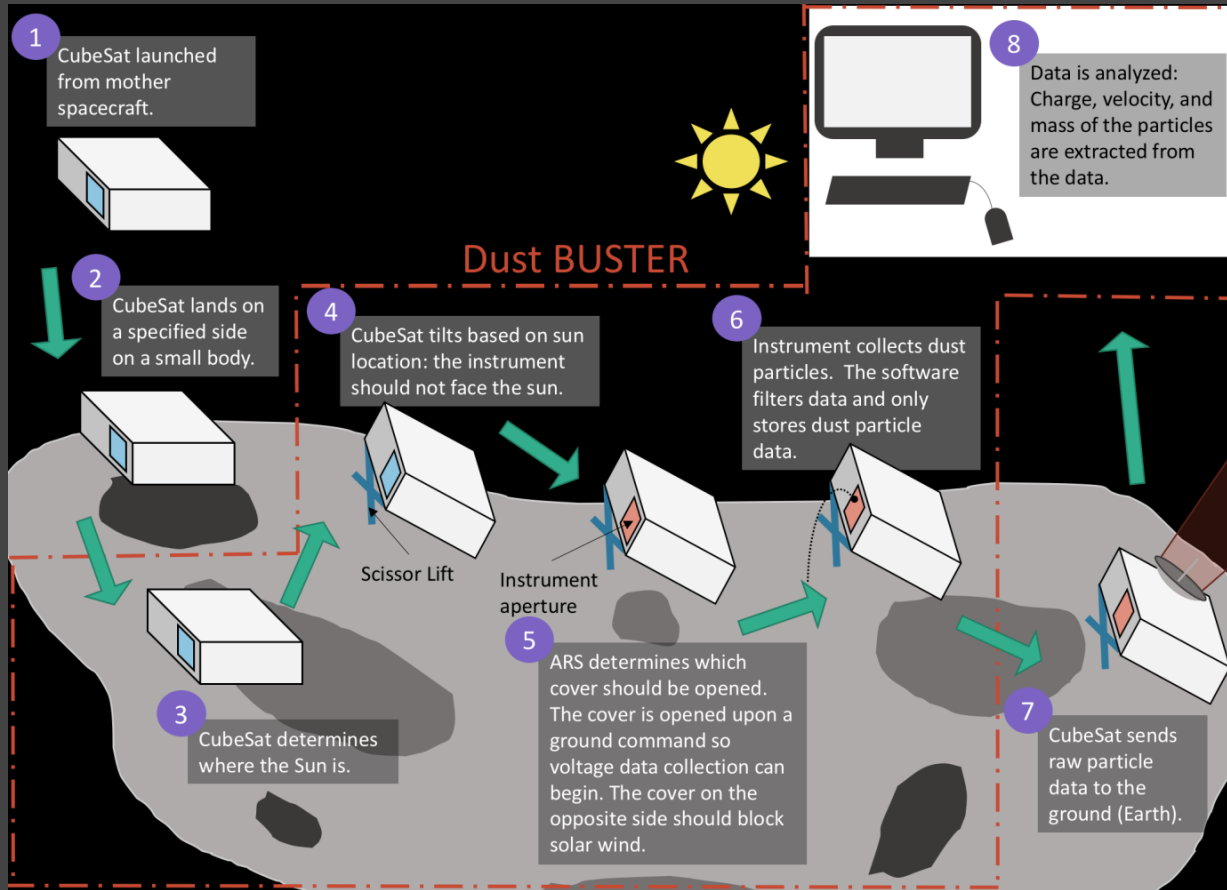 1
CubeSat launched
from mother
spacecraft.
2
CubeSat lands on
a specified side
on a small body.
3
CubeSat determines
where the Sun is.
Dust BUSTER
4
CubeSat tilts based on sun
location: the instrument
should not face the sun.
Scissor Lift
Instrument
aperture
5
ARS determines which
cover should be opened.
The cover is opened upon a
ground command so
voltage data collection can
begin. The cover on the
opposite side should block
solar wind.
6
Instrument collects dust
particles.  The software
filters data and only
stores dust particle
data.
7
CubeSat sends
raw particle
data to the
ground (Earth).
8
Data is analyzed:
Charge, velocity, and
mass of the particles
are extracted from
the data.